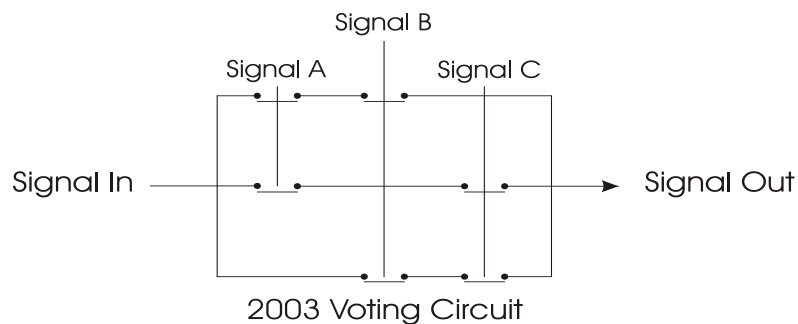 Signal B
Signal A
Signal C
Signal In
Signal Out
2003 Voting Circuit